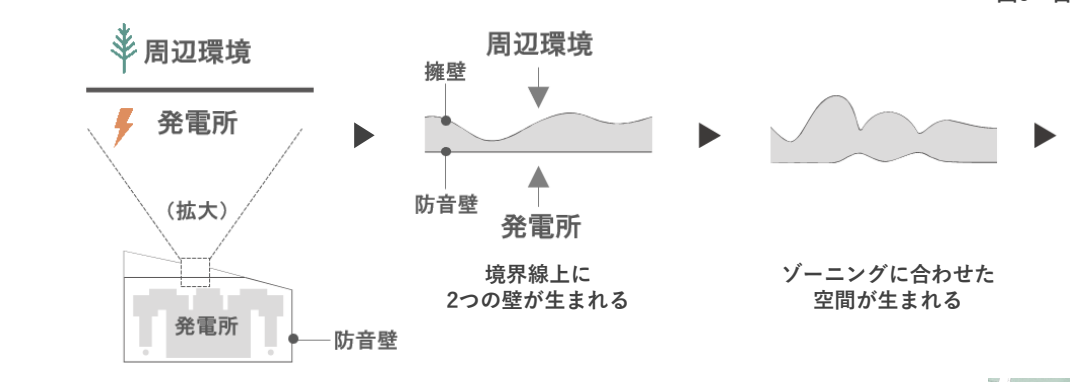 周辺環境
発電所
（拡大）
発電所
防音壁
周辺環境
擁壁
防音壁
発電所
境界線上に
2つの壁が生まれる
ゾーニングに合わせた
空間が生まれる